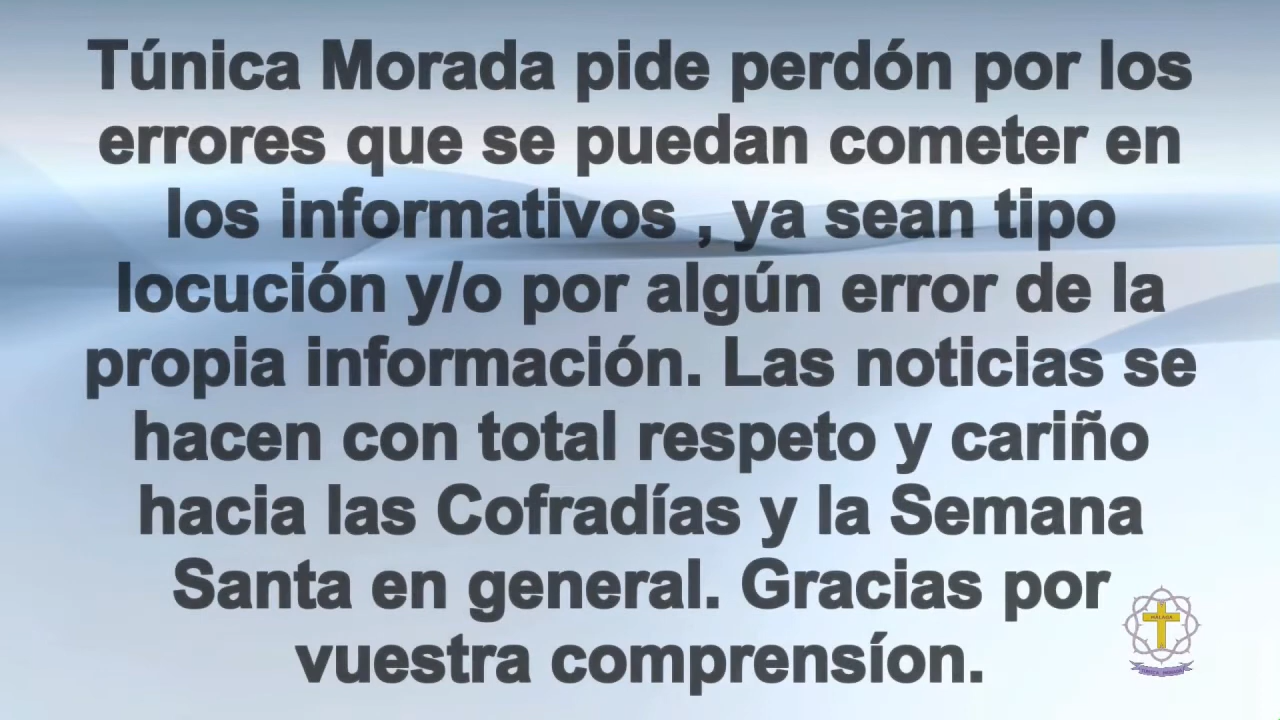 Túnica Morada pide perdón por los
errores que se puedan cometer en
los informativos , ya sean tipo
locución y/o por algún error de la
propia información. Las noticias se
hacen con total respeto y cariño
hacia las Cofradías y la Semana
Santa en general. Gracias por
vuestra comprensíon.
MÁLAGA